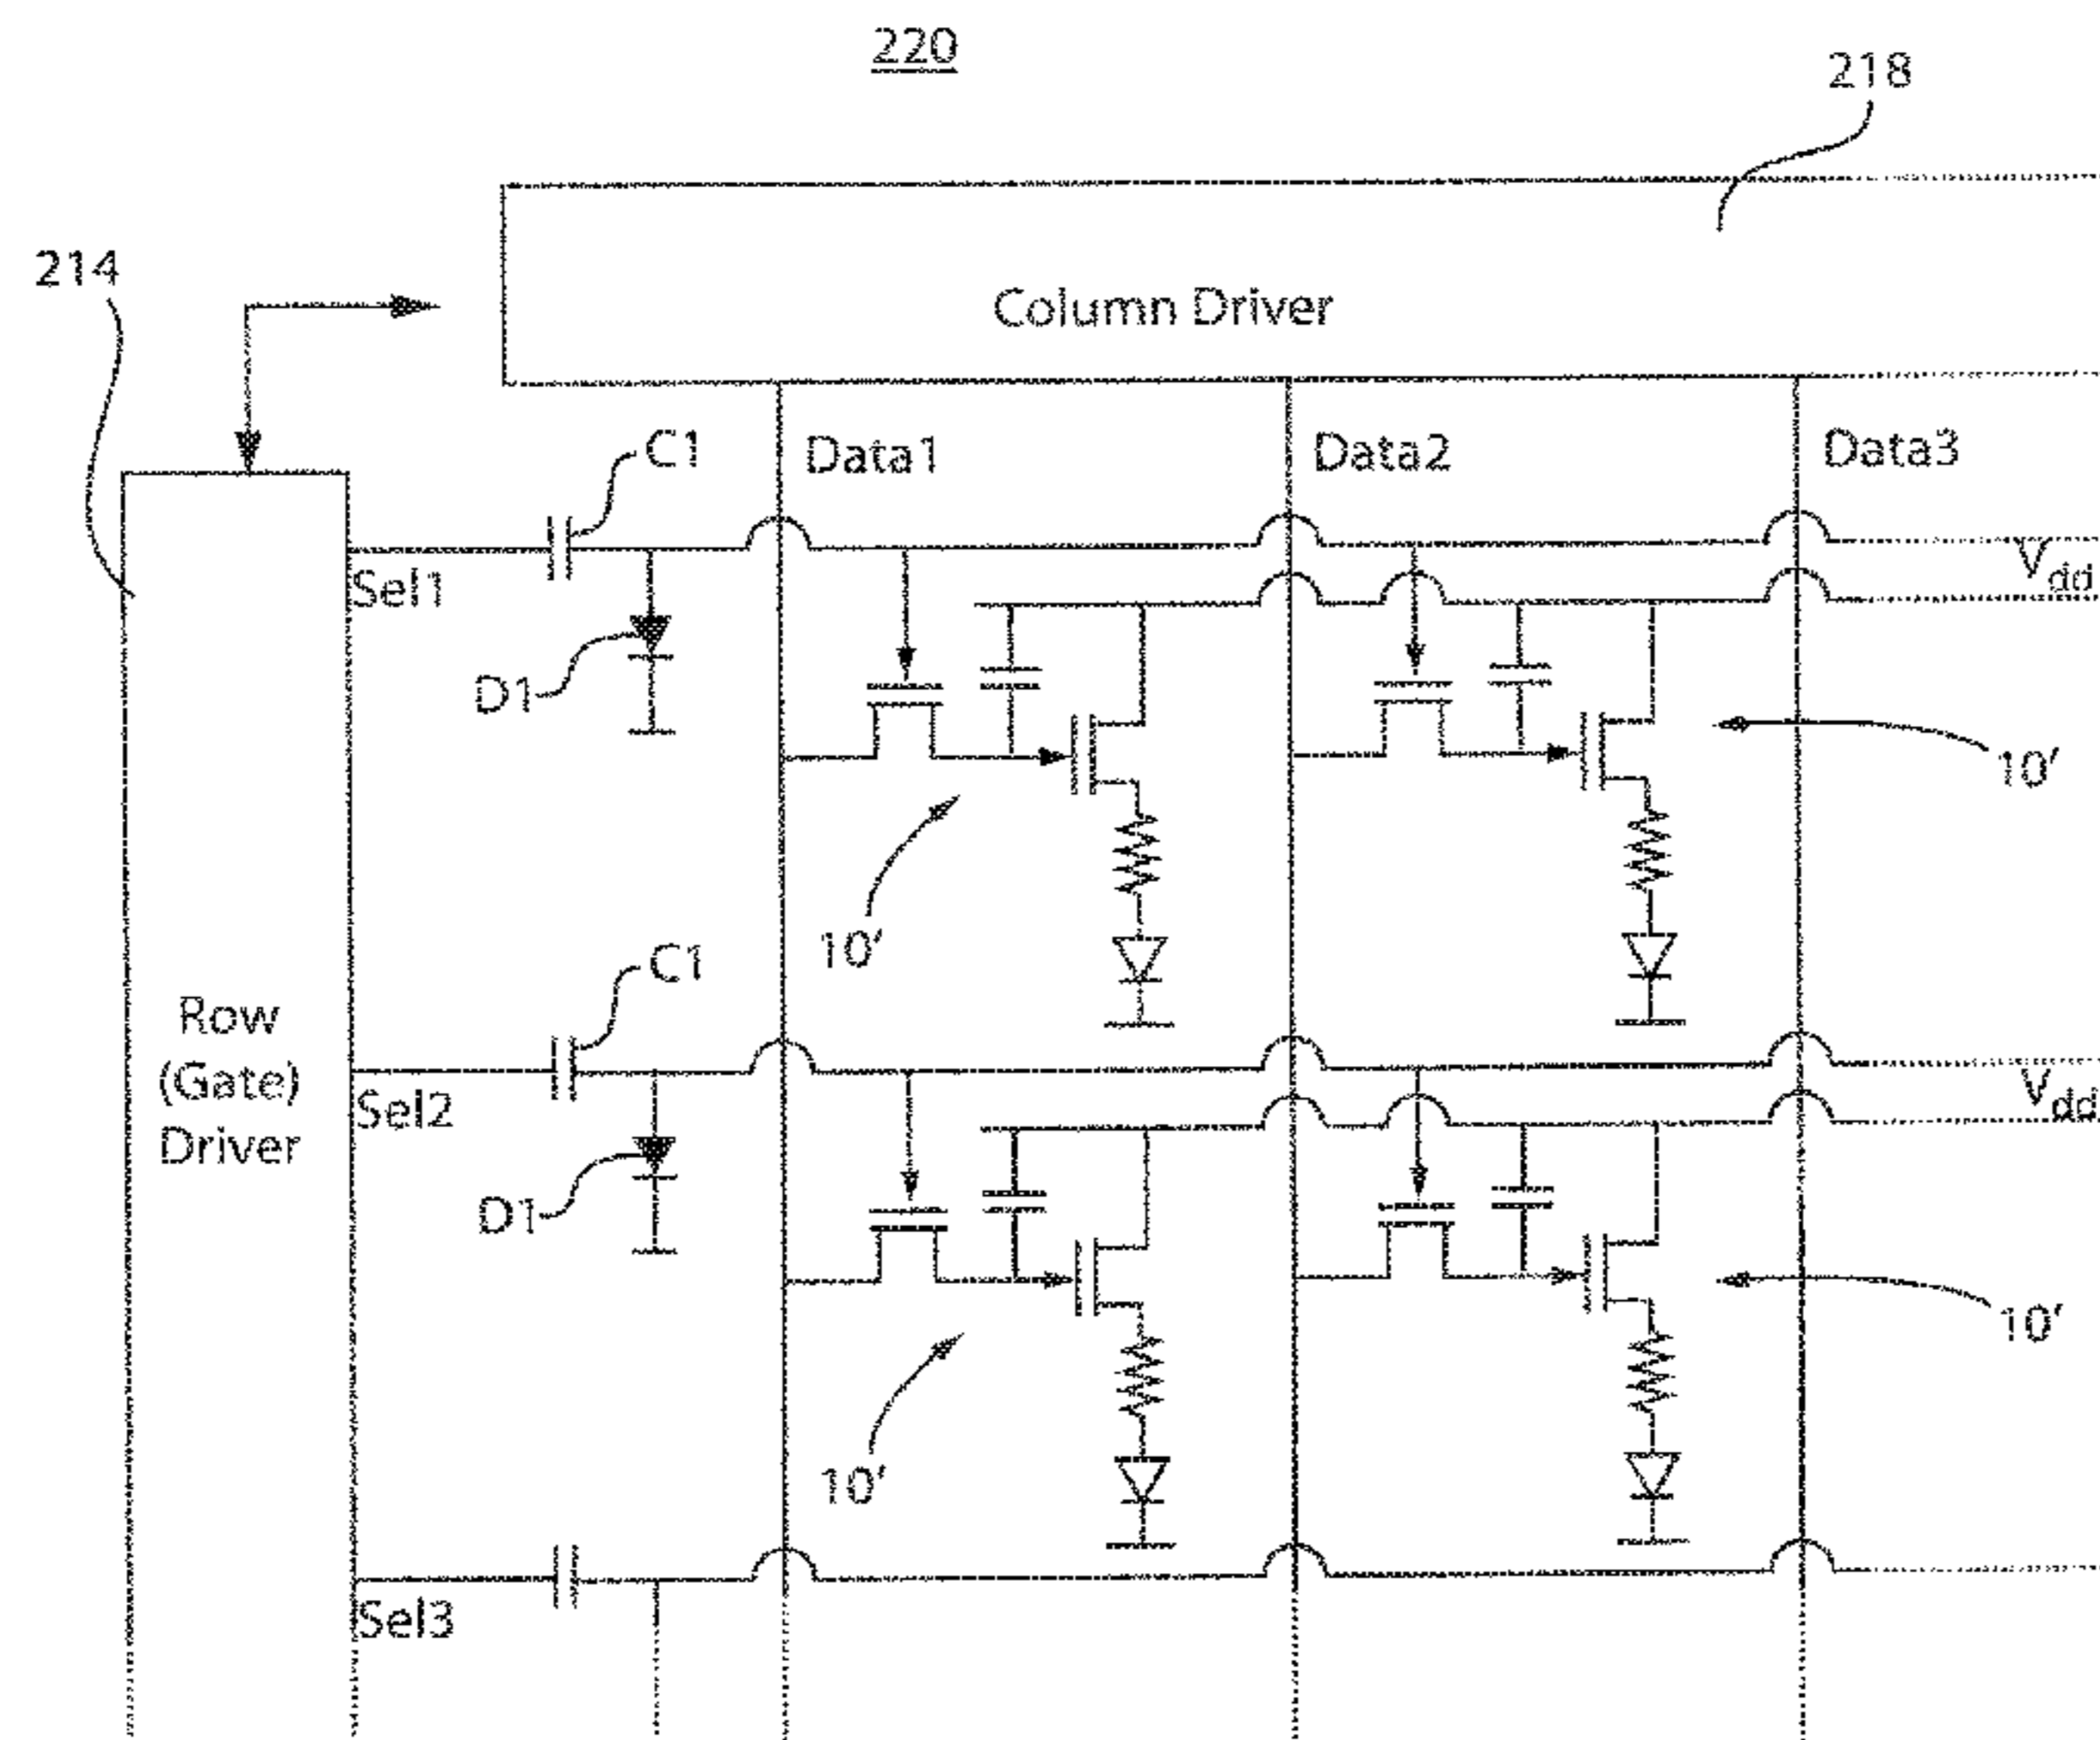 220
218
214
Column Driver
C1
Data1
Data2
Data3
Sel1
Vdd
D1
10'
10'
C1
Row
(Gate)
Driver
Sel2
Vdd
D1
10'
10'
Sel3